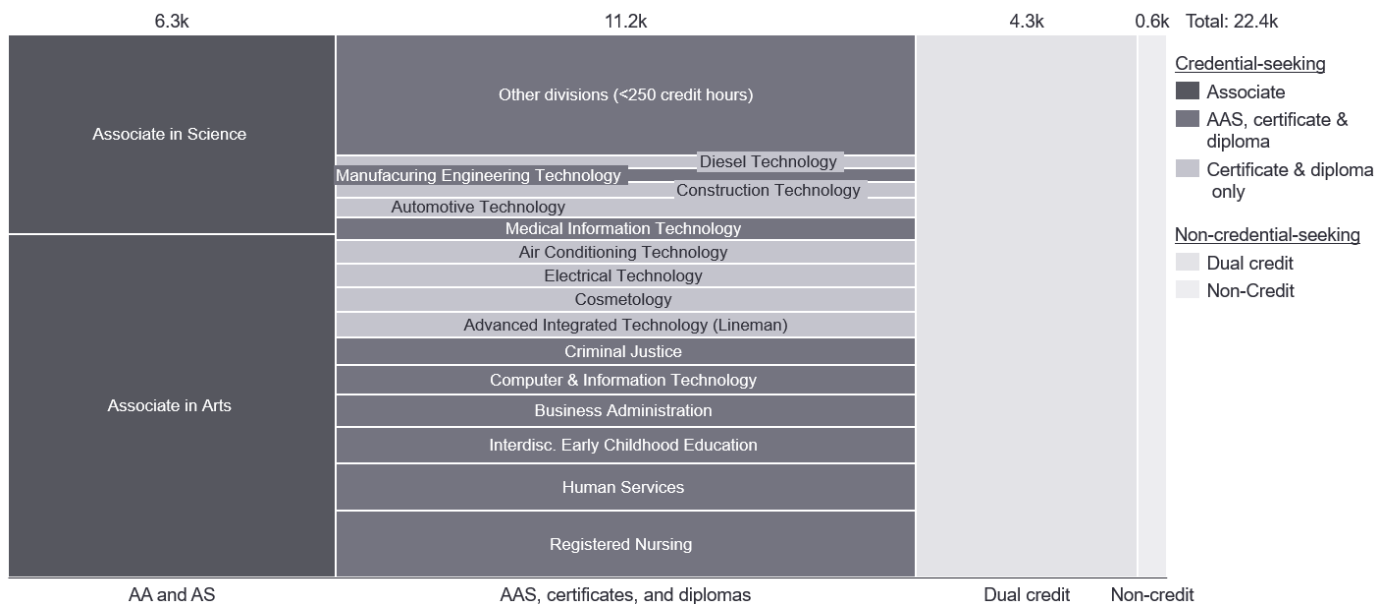 6.3k
11.2k
4.3k
0.6k
Total: 22.4k
Associate in Science
Associate in Arts
Other divisions (<250 credit hours)
Diesel Technology
Manufacuring Engineering Technology
Construction Technology
Automotive Technology
Medical Information Technology
Air Conditioning Technology
Electrical Technology
Cosmetology
Advanced Integrated Technology (Lineman)
Criminal Justice
Computer & Information Technology
Business Administration
Interdisc. Early Childhood Education
Human Services
Registered Nursing
Credential-seeking
Associate
AAS, certificate &
diploma
Certificate & diploma
only
Non-credential-seeking
Dual credit
Non-Credit
AA and AS
AAS, certificates, and diplomas
Dual credit
Non-credit